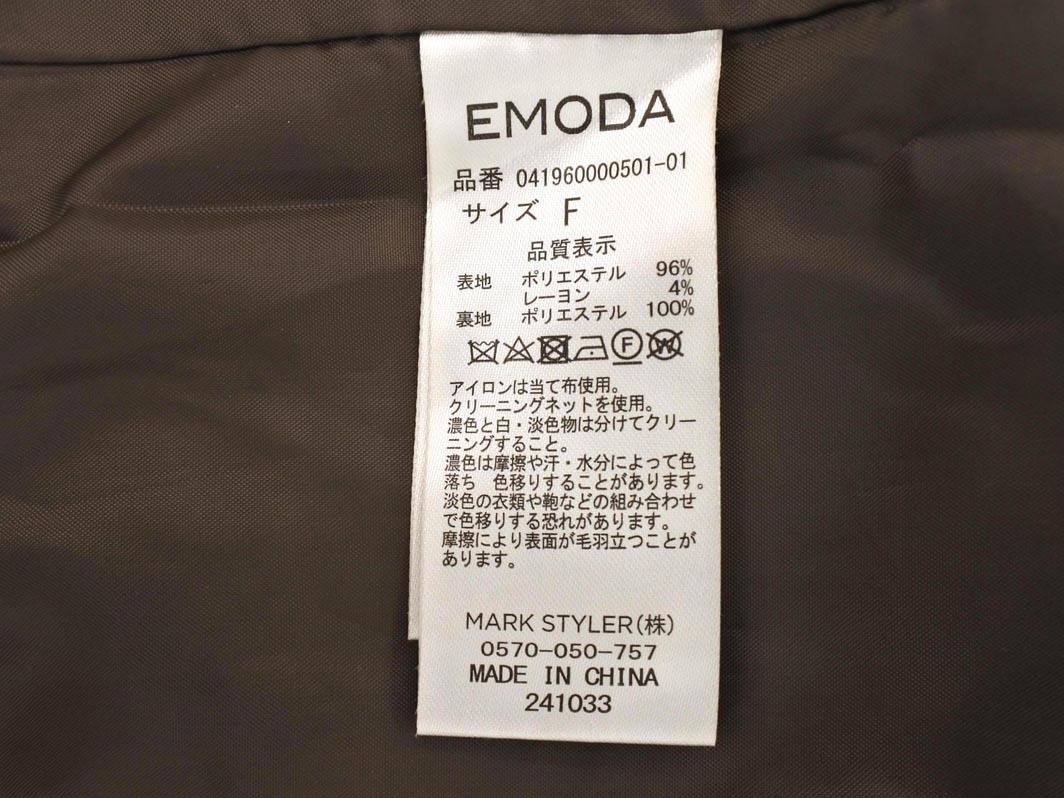 EMODA
品番 041960000501-01
サイズ F
品質表示
表地 ポリエステル 96%
レーヨン 4%
裏地 ポリエステル 100%
F W
アイロンは当て布使用。
クリーニングネットを使用。
濃色と白・淡色物は分けてクリー
ニングすること。
濃色は摩擦や汗・水分によって色
落ち 色移りすることがあります。
淡色の衣類や鞄などの組み合わせ
で色移りする恐れがあります。
摩擦により表面が毛羽立つことが
あります。
MARK STYLER(株)
0570-050-757
MADE IN CHINA
241033